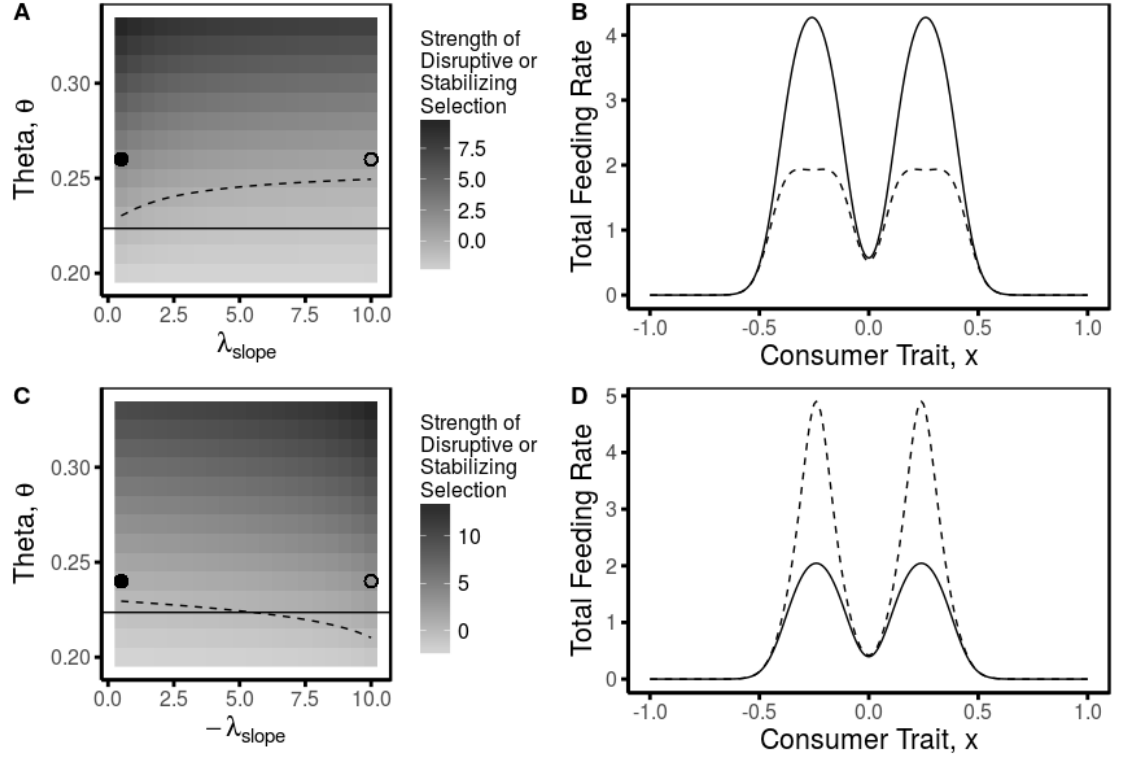 A
Theta, θ
0.30
0.25
0.20
0.0 2.5 5.0 7.5 10.0
λslope
Strength of
Disruptive or
Stabilizing
Selection
7.5
5.0
2.5
0.0
B
Total Feeding Rate
4
3
2
1
0
-1.0 -0.5 0.0 0.5 1.0
Consumer Trait, x
C
Theta, θ
0.30
0.25
0.20
0.0 2.5 5.0 7.5 10.0
−λslope
Strength of
Disruptive or
Stabilizing
Selection
10
5
0
D
Total Feeding Rate
5
4
3
2
1
0
-1.0 -0.5 0.0 0.5 1.0
Consumer Trait, x